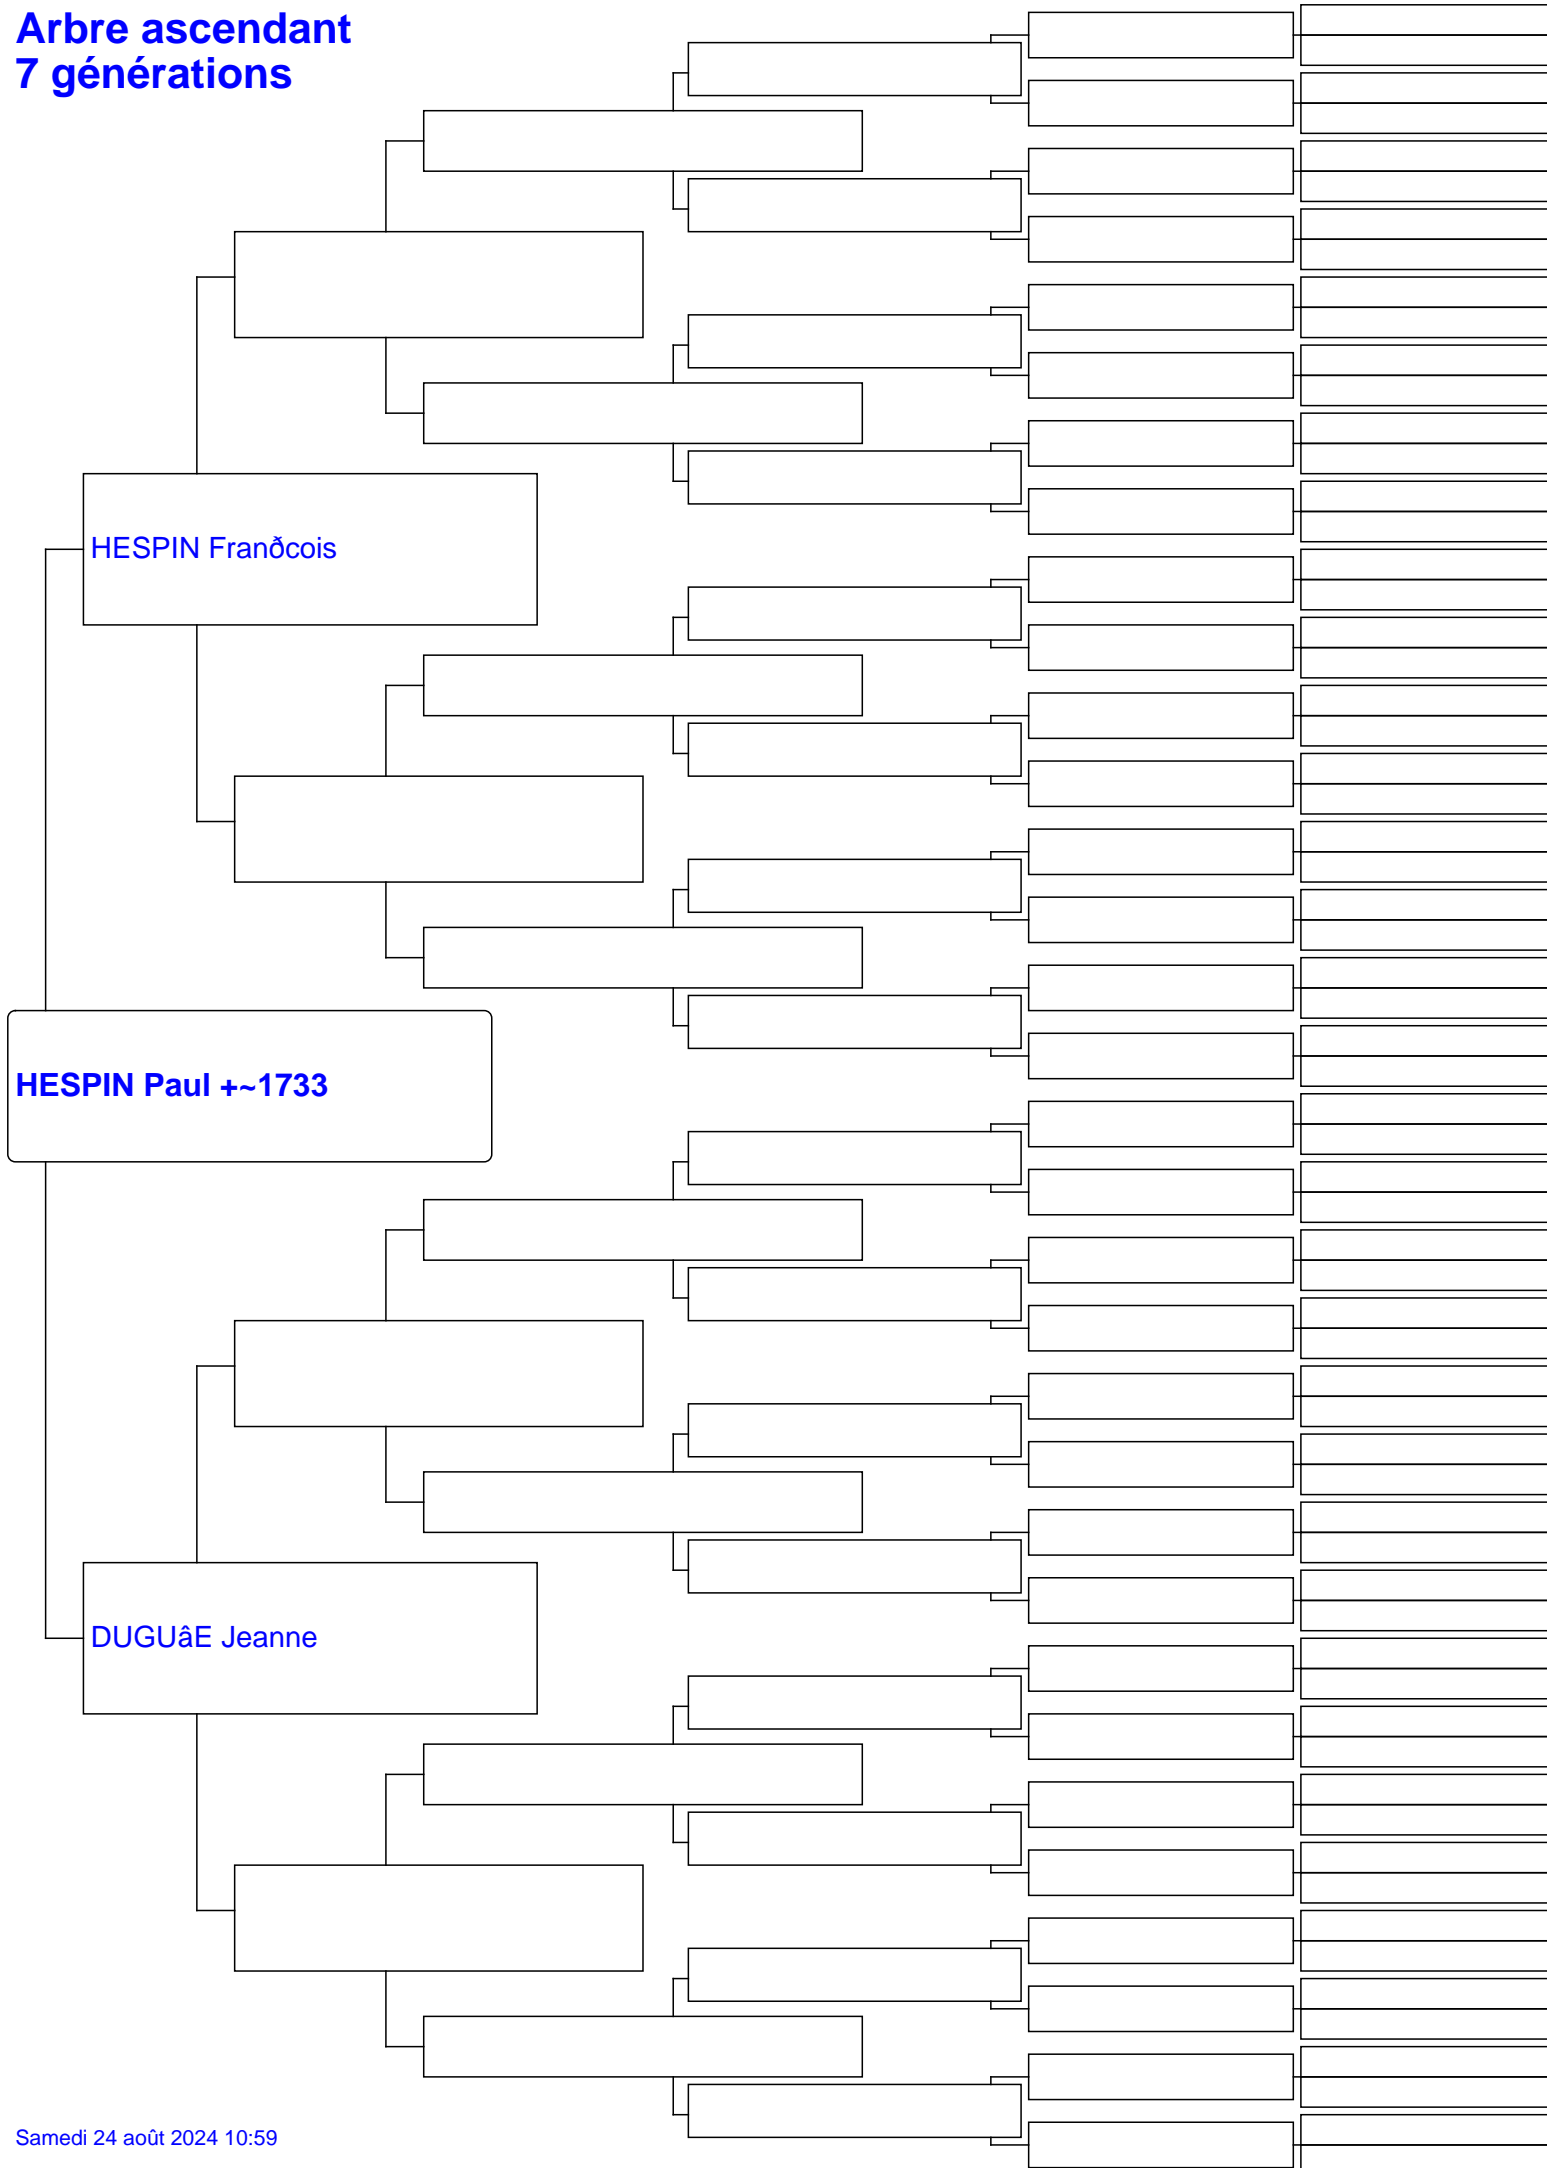 Arbre ascendant
7 générations
HESPIN Franðcois
HESPIN Paul +~1733
DUGUâE Jeanne
Samedi 24 août 2024 10:59